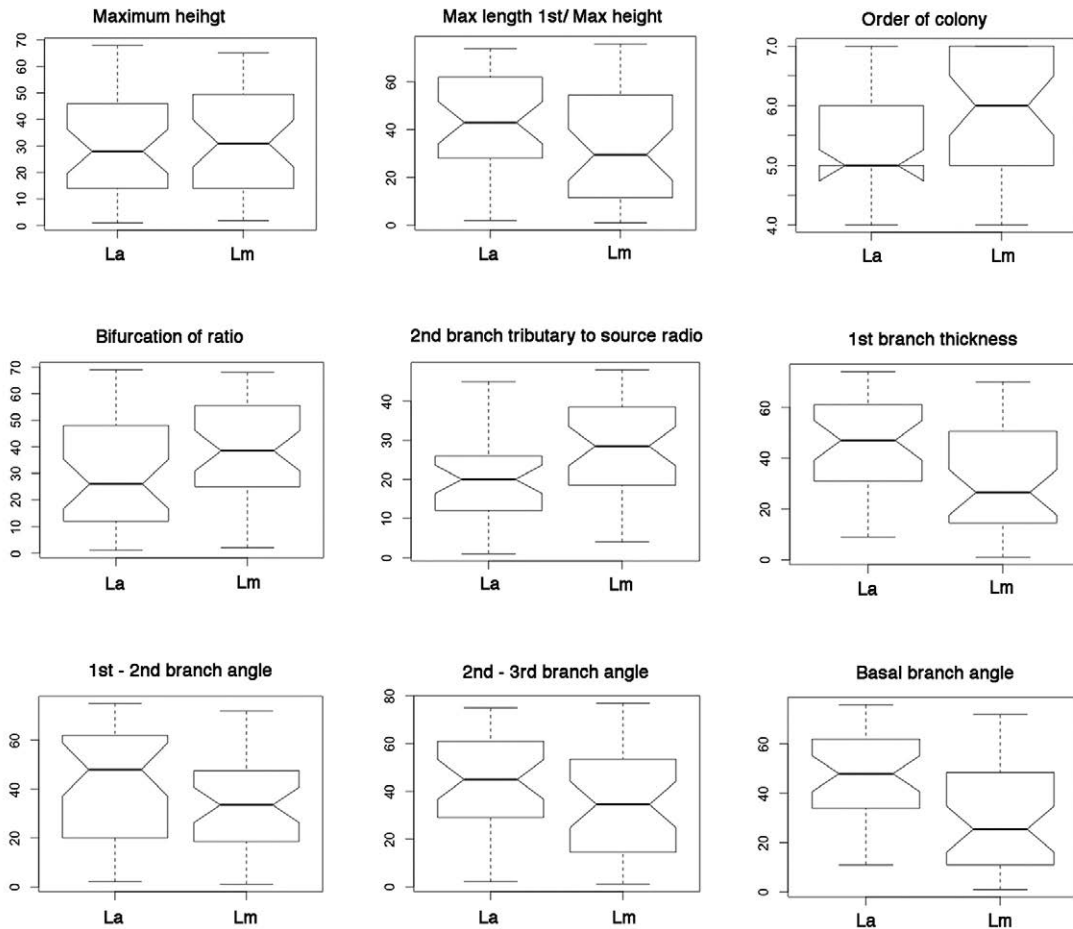 Maximum heihgt
70
60
50
40
30
20
10
0
La Lm
Max length 1st/ Max height
60
40
20
0
La Lm
Order of colony
7.0
6.0
5.0
4.0
La Lm
Bifurcation of ratio
70
60
50
40
30
20
10
0
La Lm
2nd branch tributary to source radio
40
30
20
10
0
La Lm
1st branch thickness
60
40
20
0
La Lm
1st - 2nd branch angle
60
40
20
0
La Lm
2nd - 3rd branch angle
80
60
40
20
0
La Lm
Basal branch angle
60
40
20
0
La Lm